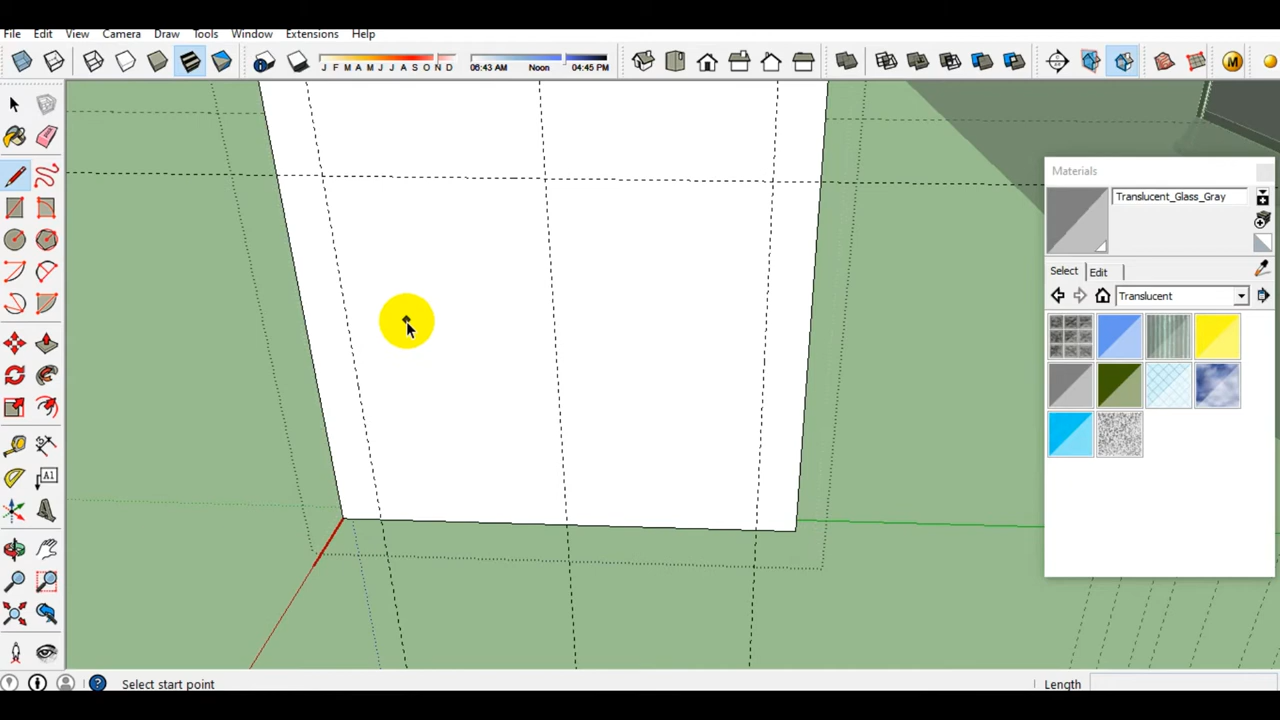 File Edit View Camera Draw Tools Window Extensions Help
J F M A M J J A S O N D 06:43 AM Noon 04:45 PM M
Materials
Translucent_Glass_Gray
Select Edit
Translucent
A1
Select start point Length